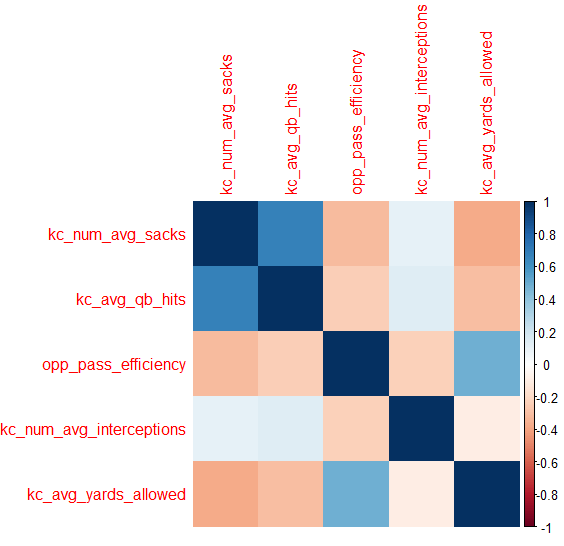 kc_num_avg_sacks
kc_avg_qb_hits
opp_pass_efficiency
kc_num_avg_interceptions
kc_avg_yards_allowed
kc_num_avg_sacks
kc_avg_qb_hits
opp_pass_efficiency
kc_num_avg_interceptions
kc_avg_yards_allowed
1
0.8
0.6
0.4
0.2
0
-0.2
-0.4
-0.6
-0.8
-1